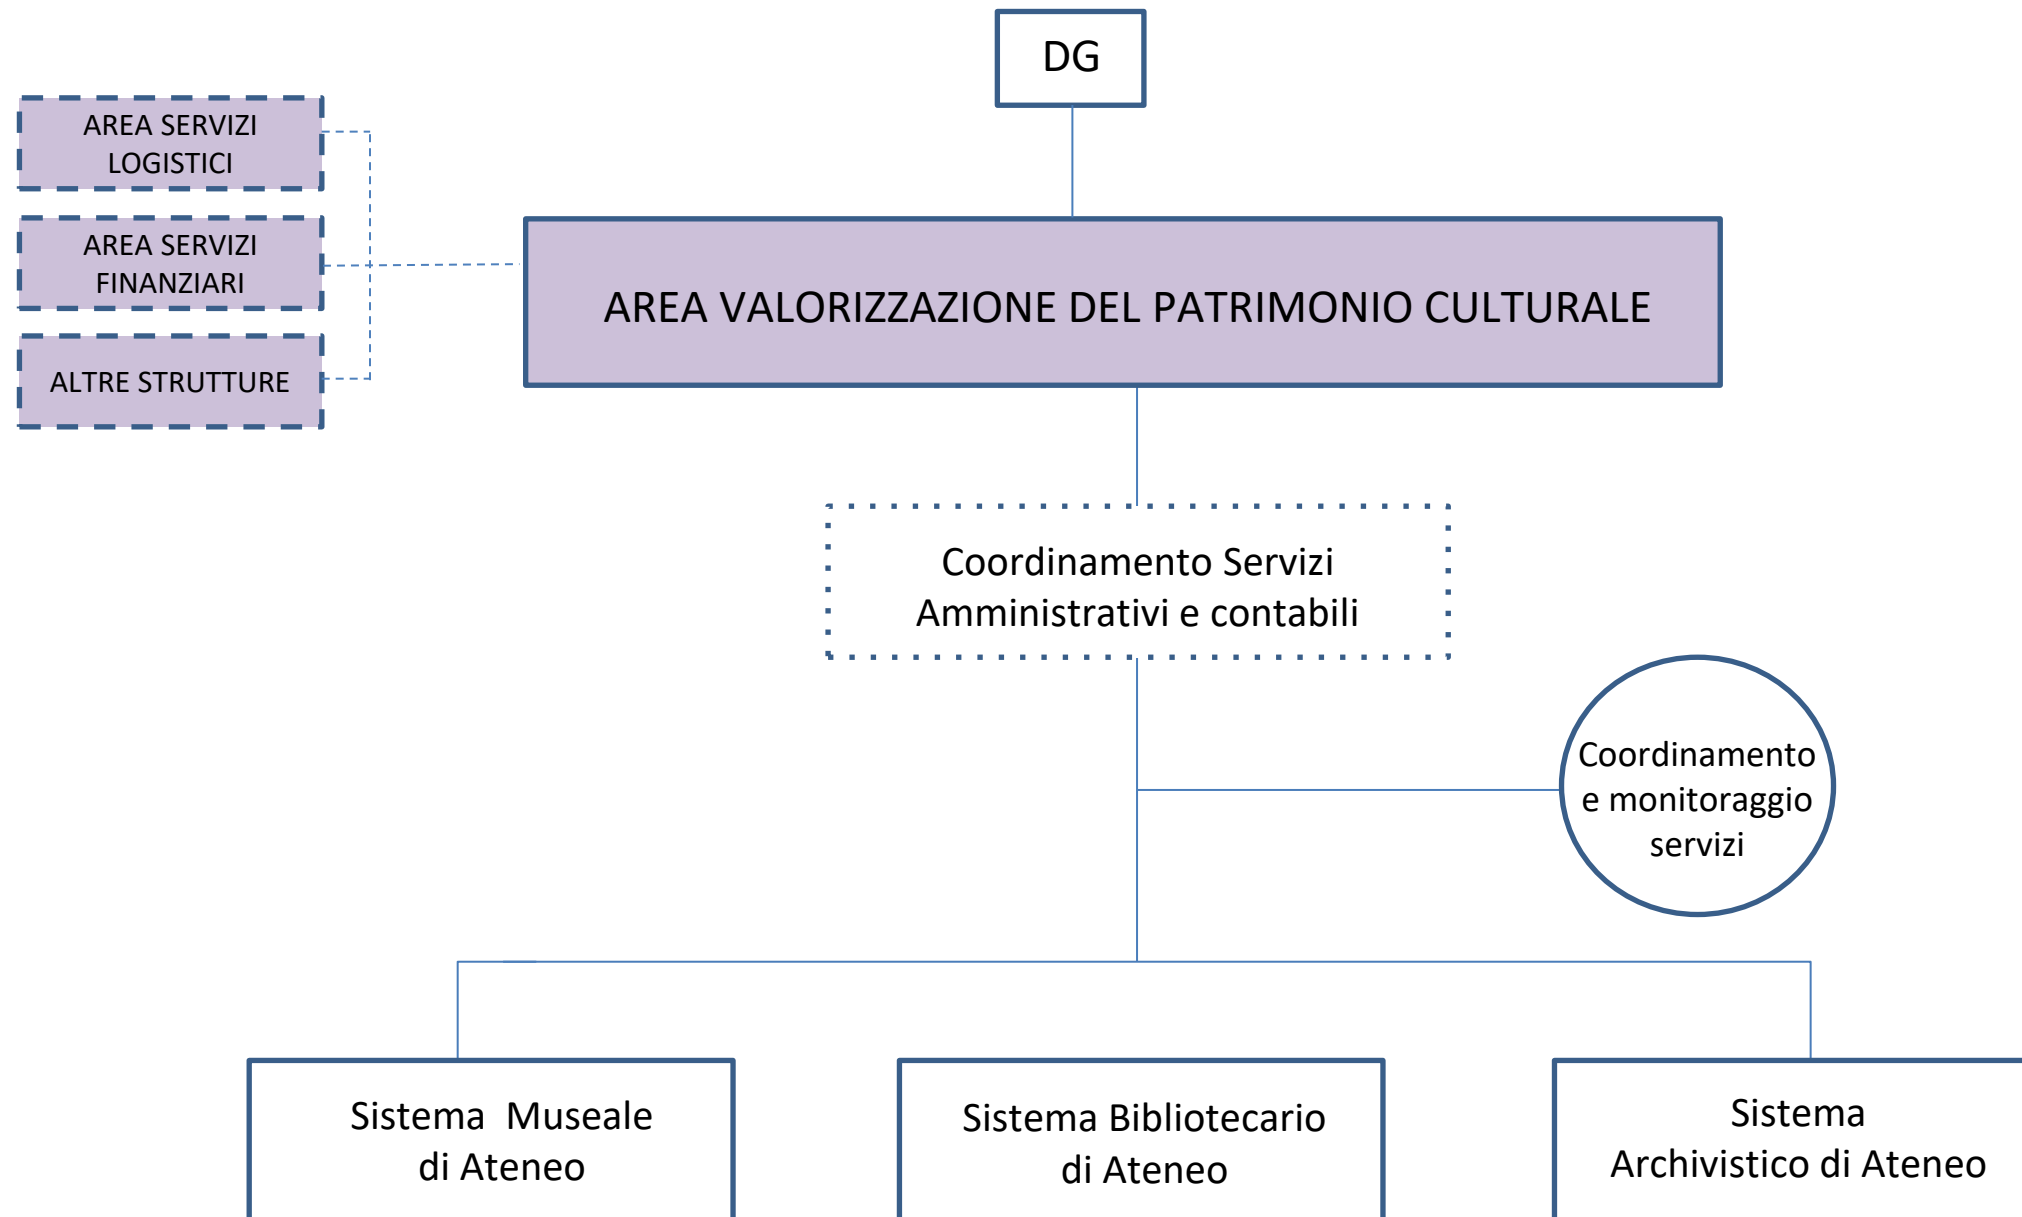 DG
AREA SERVIZI
LOGISTICI
AREA SERVIZI
FINANZIARI
ALTRE STRUTTURE
AREA VALORIZZAZIONE DEL PATRIMONIO CULTURALE
Coordinamento Servizi
Amministrativi e contabili
Coordinamento
e monitoraggio
servizi
Sistema  Museale
di Ateneo
Sistema Bibliotecario
di Ateneo
Sistema
Archivistico di Ateneo